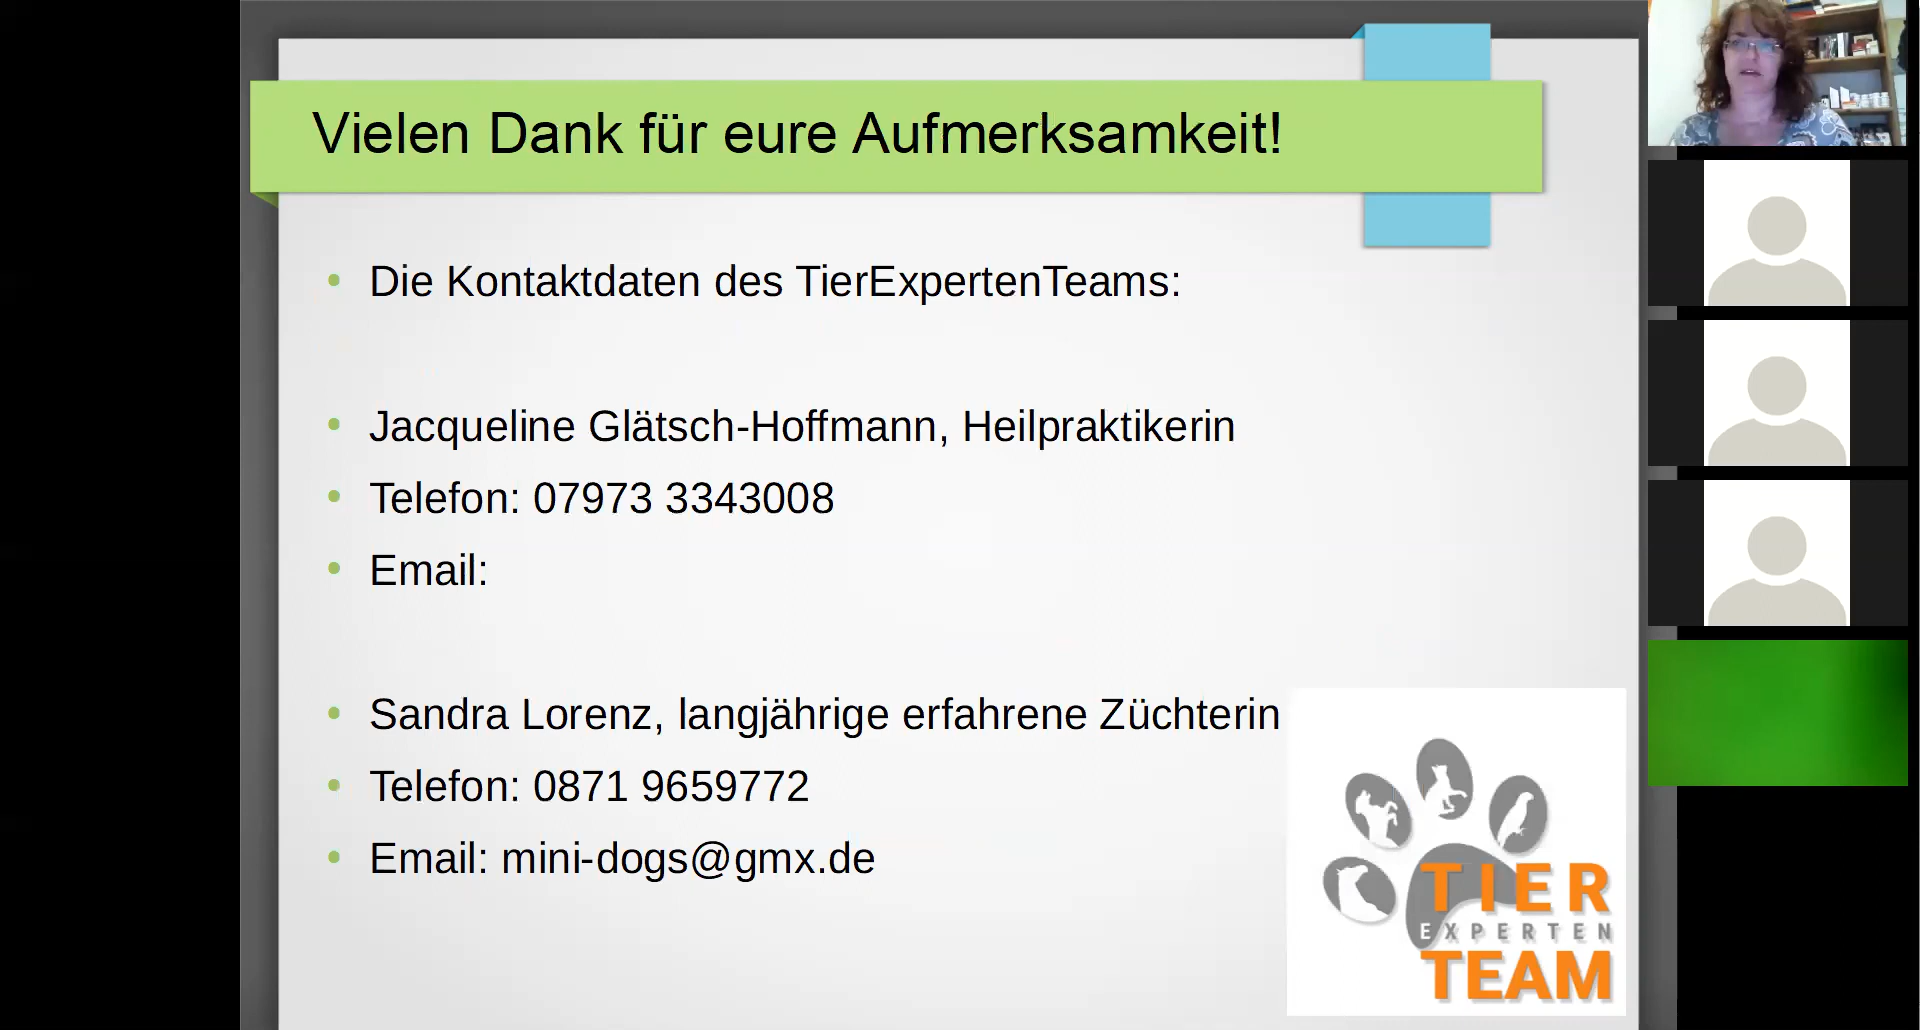 Vielen Dank für eure Aufmerksamkeit!
Die Kontaktdaten des TierExpertenTeams:
Jacqueline Glätsch-Hoffmann, Heilpraktikerin
Telefon: 07973 3343008
Email:
Sandra Lorenz, langjährige erfahrene Züchterin
Telefon: 0871 9659772
Email: mini-dogs@gmx.de
TIER
EXPERTEN
TEAM